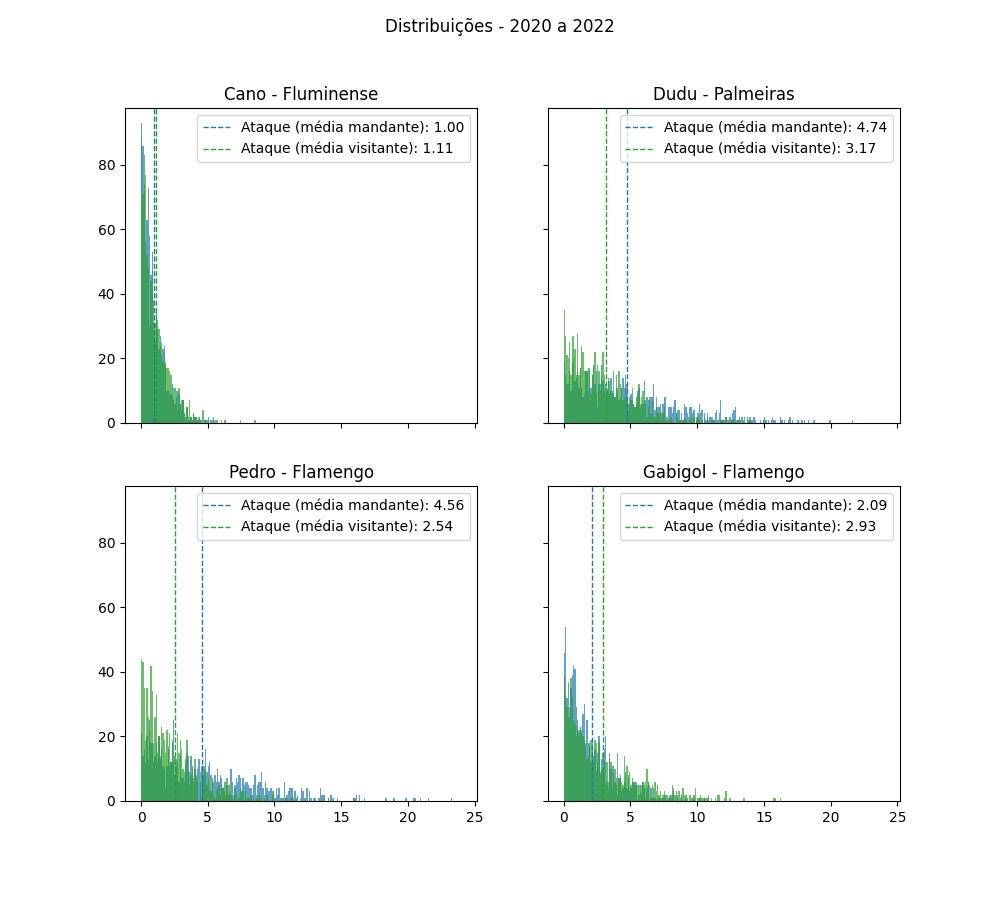 Distribuições - 2020 a 2022
Cano - Fluminense
Ataque (média mandante): 1.00
Ataque (média visitante): 1.11
80
60
40
20
0
Dudu - Palmeiras
Ataque (média mandante): 4.74
Ataque (média visitante): 3.17
Pedro - Flamengo
Ataque (média mandante): 4.56
Ataque (média visitante): 2.54
80
60
40
20
0
0 5 10 15 20 25
Gabigol - Flamengo
Ataque (média mandante): 2.09
Ataque (média visitante): 2.93
0 5 10 15 20 25